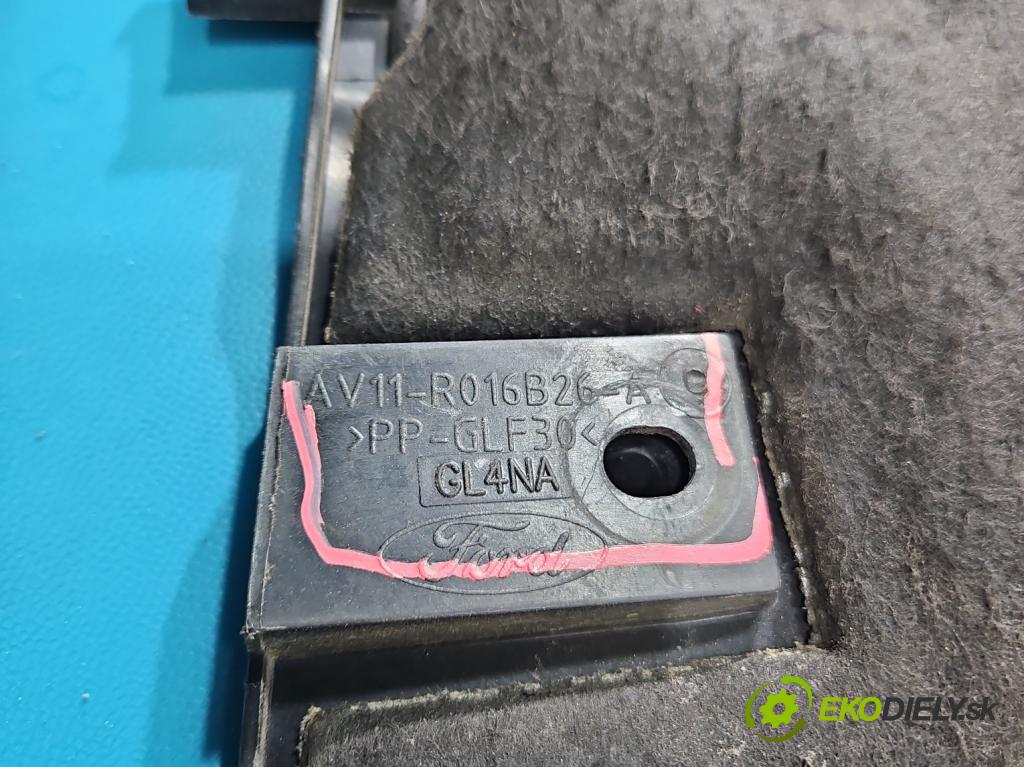 AV11-R016B26-A
>PP-GLF30<
GL4NA
Ford
EKODIELY.sk